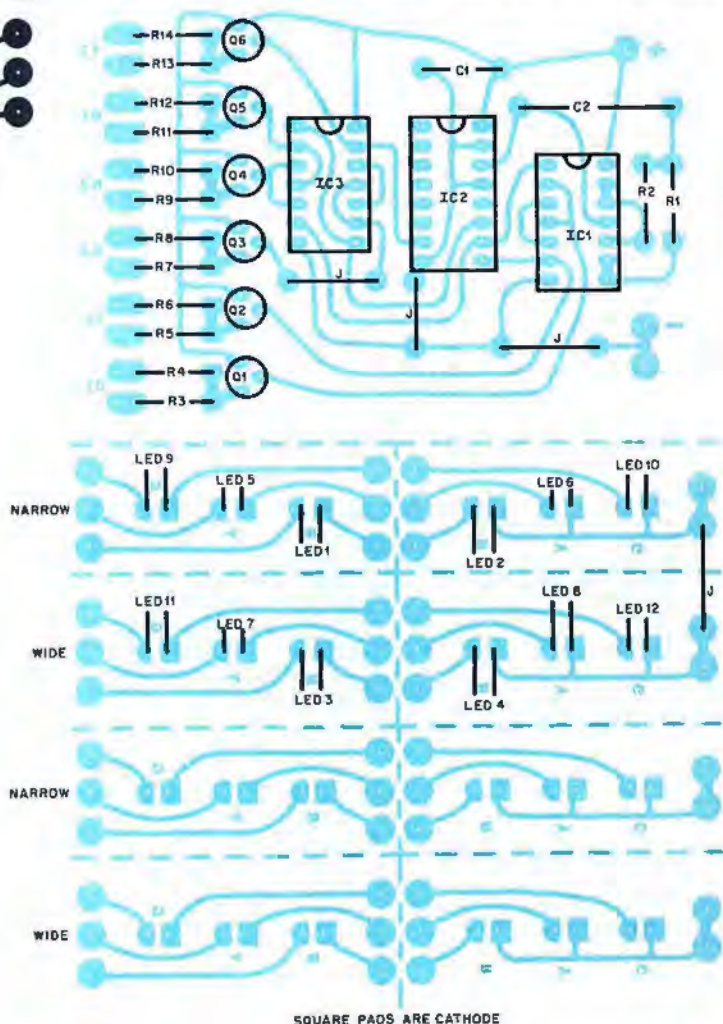 R14
Q6
R13
C1
R12
Q5
C2
R11
R10
Q4
IC3
IC2
R2
R1
R9
IC1
R8
Q3
R7
J
R6
Q2
J
R5
J
R4
Q1
R3
LED 9
LED 5
LED 6
LED 10
NARROW
LED 1
LED 2
J
LED 11
LED 7
LED 8
LED 12
WIDE
LED 3
LED 4
NARROW
WIDE
SQUARE PADS ARE CATHODE